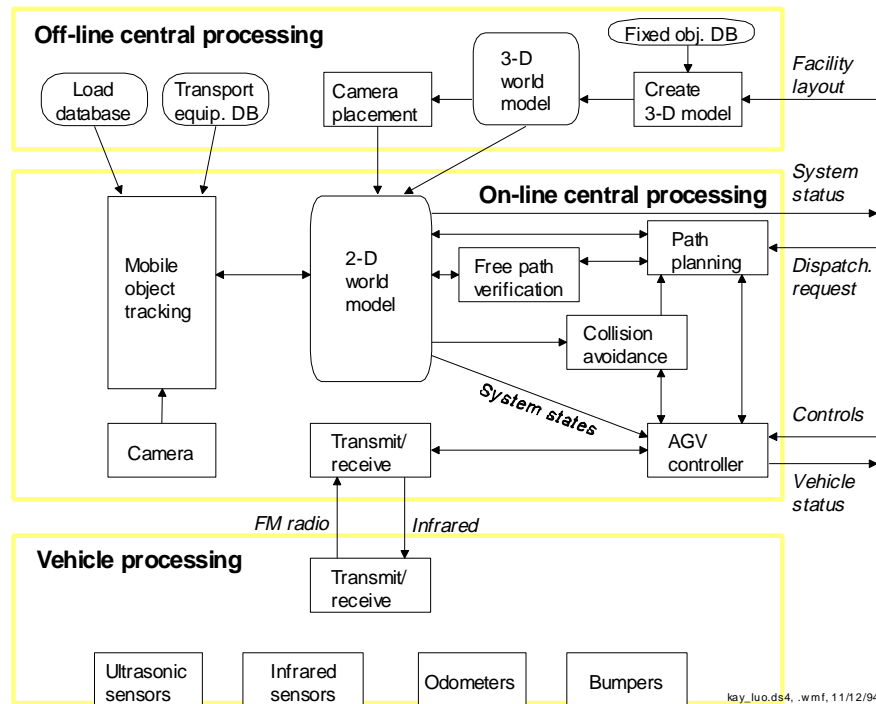 Off-line central processing
Fixed obj. DB
Load
database
Transport
equip. DB
Camera
placement
3-D
world
model
Create
3-D model
Facility
layout
On-line central processing
System
status
Mobile
object
tracking
2-D
world
model
Free path
verification
Path
planning
Dispatch.
request
Collision
avoidance
System states
Camera
Transmit/
receive
AGV
controller
Controls
Vehicle
status
FM radio
Infrared
Vehicle processing
Transmit/
receive
Ultrasonic
sensors
Infrared
sensors
Odometers
Bumpers
kay_luo.ds4, .wmf, 11/12/94